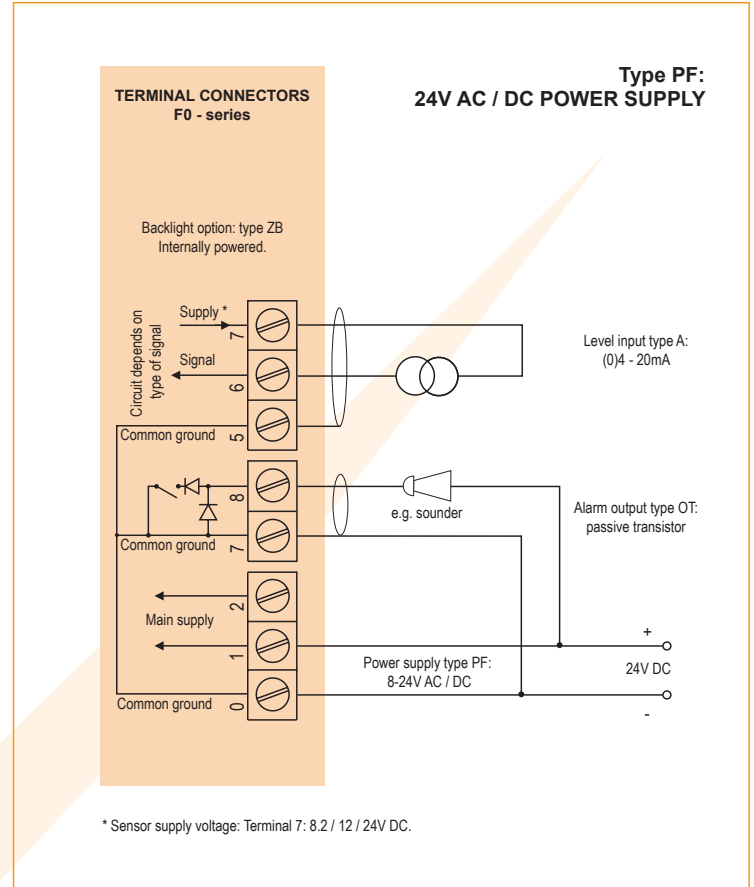 Type PF:
24V AC / DC POWER SUPPLY
TERMINAL CONNECTORS
F0 - series
Backlight option: type ZB
Internally powered.
Circuit depends on
type of signal
Supply *
7
Signal
6
Common ground
5
Level input type A:
(0)4 - 20mA
8
e.g. sounder
Common ground
7
Alarm output type OT:
passive transistor
2
Main supply
1
Power supply type PF:
8-24V AC / DC
+
24V DC
-
Common ground
0
* Sensor supply voltage: Terminal 7: 8.2 / 12 / 24V DC.